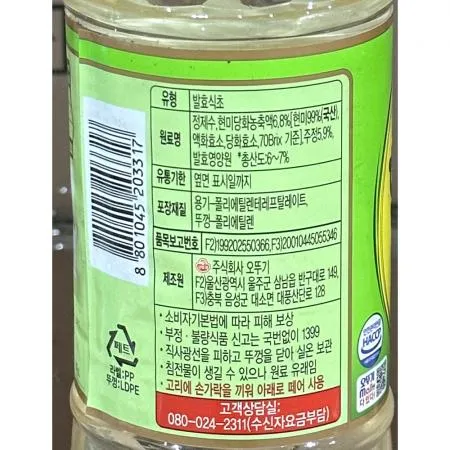 유형
발효식초
원료명
정제수, 현미당화농축액6.8%[현미99%(국산),
액화효소, 당화효소, 70Brix 기준], 주정5.9%,
발효영양원 *총산도:6~7%
유통기한
옆면 표시일까지
포장재질
용기-폴리에틸렌테레프탈레이트,
뚜껑-폴리에틸렌
품목보고번호
F2)199202550366, F3)20010445055346
제조원
주식회사 오뚜기
F2)울산광역시 울주군 삼남읍 반구대로 149,
F3)충북 음성군 대소면 대풍산단로 128
• 소비자기본법에 따라 피해 보상
• 부정·불량식품 신고는 국번없이 1399
• 직사광선을 피하고 뚜껑을 닫아 실온 보관
• 침전물이 생길 수 있으나 원료 유래임
• 고리에 손가락을 끼워 아래로 떼어 사용
고객상담실:
080-024-2311(수신자요금부담)
8 801045 203317
페트
라벨:PP
뚜껑:LDPE
HACCP
오뚜기
다 있다!